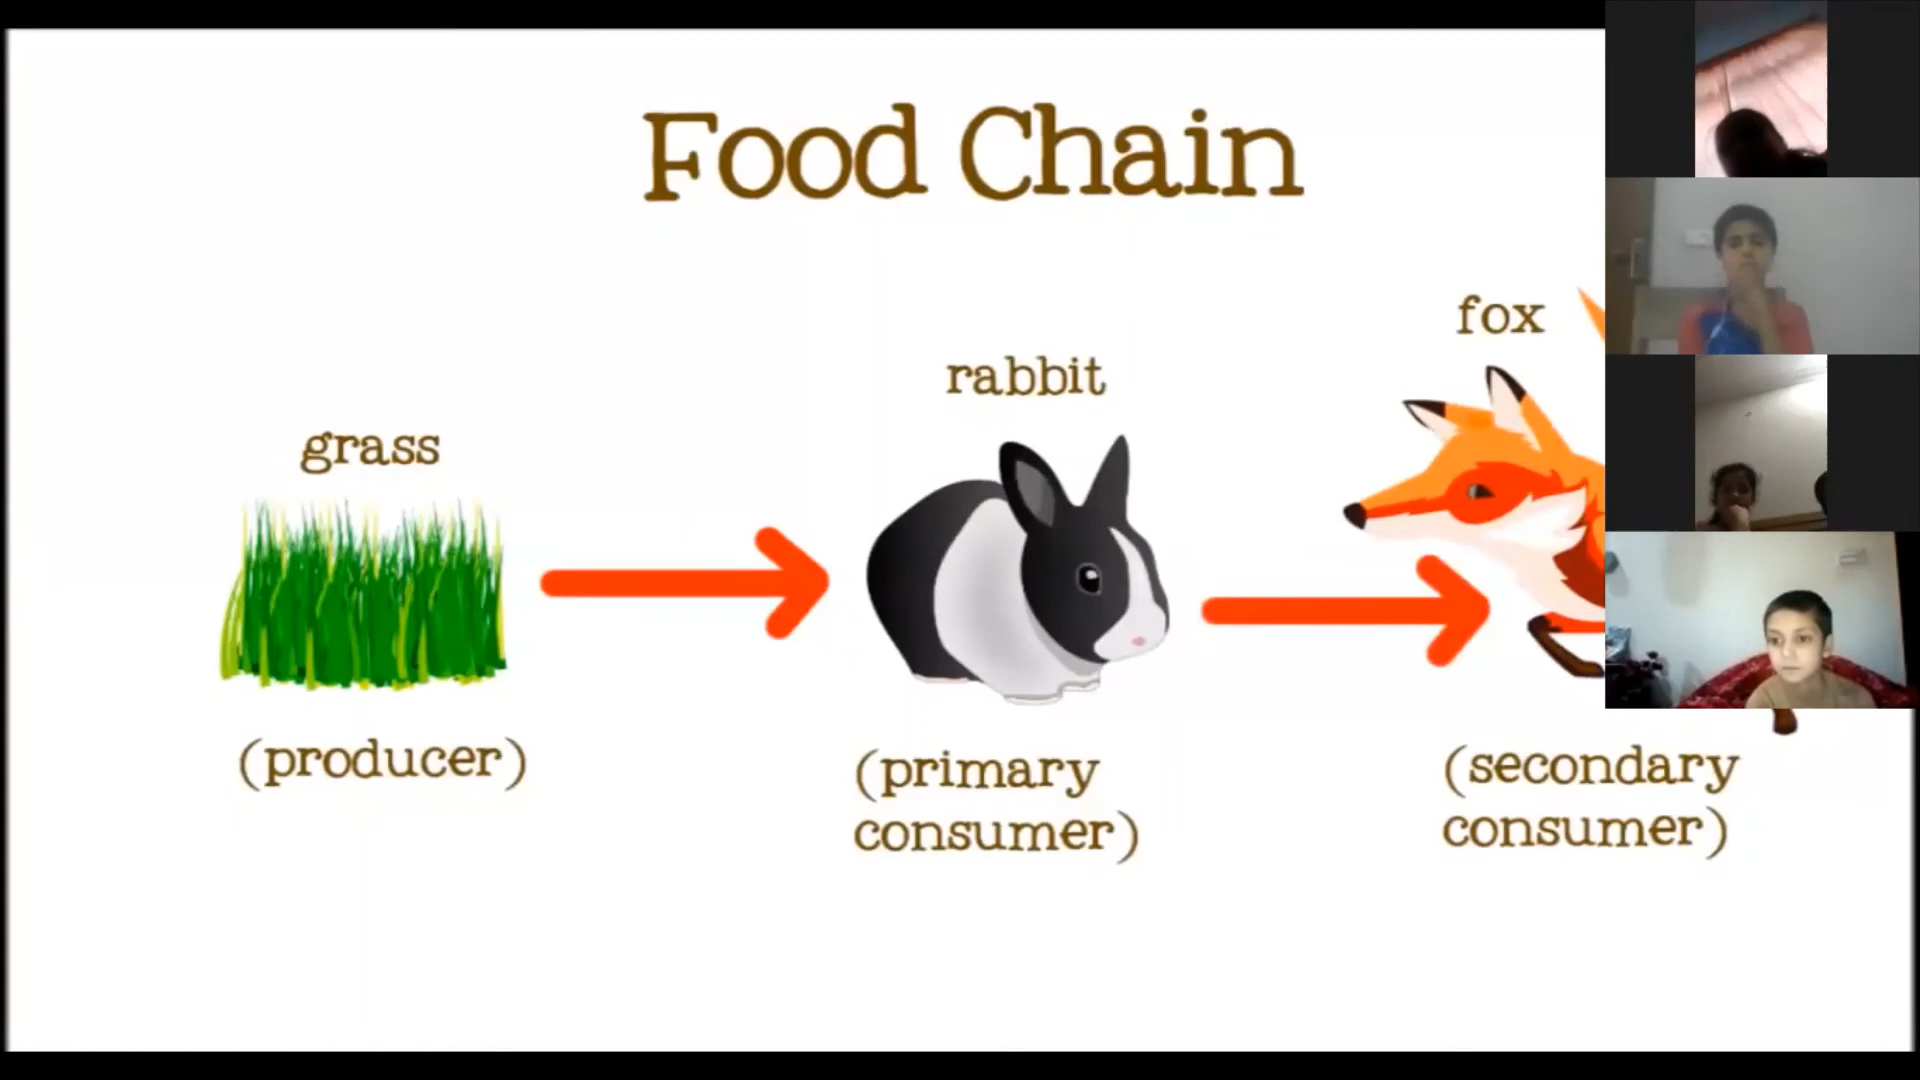 Food Chain
grass
rabbit
fox
(producer)
(primary
consumer)
(secondary
consumer)